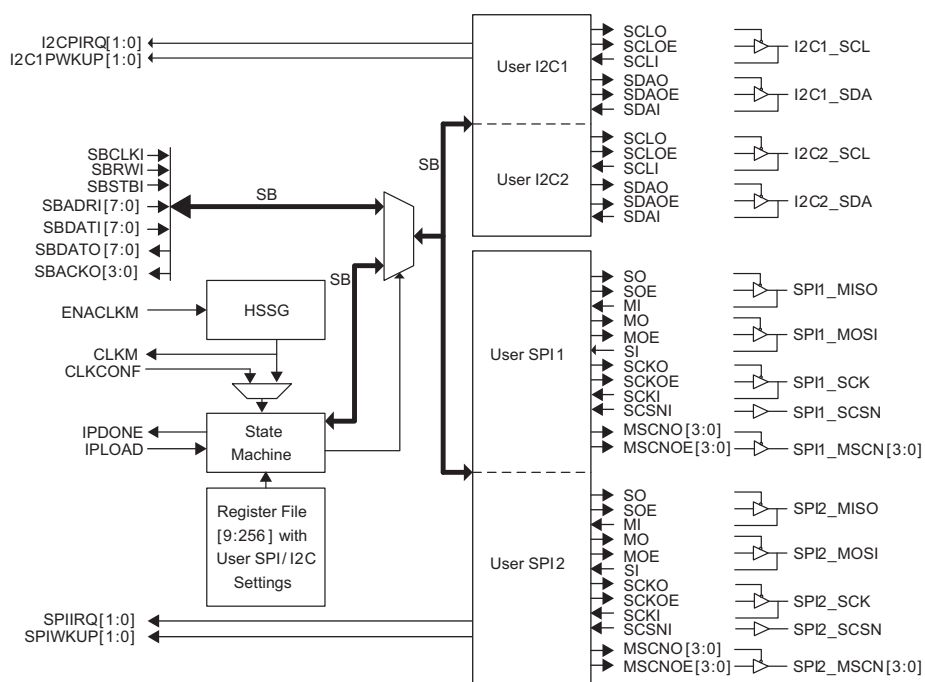 I2CPIRQ[1:0]
I2C1PWKUP[1:0]
SBCLKI
SBRWI
SBSTBI
SBADRI[7:0]
SBDATI[7:0]
SBDATO[7:0]
SBACKO[3:0]
SB
SB
SB
ENACLKM
HSSG
CLKM
CLKCONF
IPDONE
IPLOAD
State
Machine
Register File
[9:256] with
User SPI/I2C
Settings
SPIIRQ[1:0]
SPIWKUP[1:0]
User I2C1
SCLO
SCLOE
SCLI
I2C1_SCL
SDAO
SDAOE
SDAI
I2C1_SDA
User I2C2
SCLO
SCLOE
SCLI
I2C2_SCL
SDAO
SDAOE
SDAI
I2C2_SDA
User SPI1
SO
SOE
MI
SPI1_MISO
MO
MOE
SI
SPI1_MOSI
SCKO
SCKOE
SCKI
SPI1_SCK
SCSNI
SPI1_SCSN
MSCNO[3:0]
MSCNOE[3:0]
SPI1_MSCN[3:0]
User SPI2
SO
SOE
MI
SPI2_MISO
MO
MOE
SI
SPI2_MOSI
SCKO
SCKOE
SCKI
SPI2_SCK
SCSNI
SPI2_SCSN
MSCNO[3:0]
MSCNOE[3:0]
SPI2_MSCN[3:0]